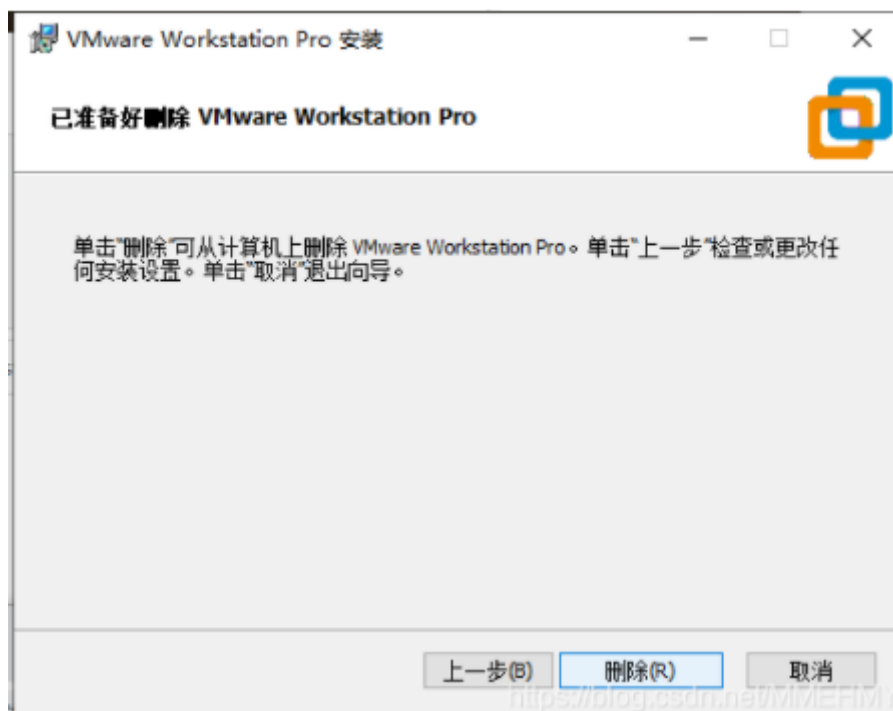 VMware Workstation Pro 安装
已准备好删除 VMware Workstation Pro
单击"删除"可从计算机上删除 VMware Workstation Pro。单击"上一步"检查或更改任
何安装设置。单击"取消"退出向导。
上一步(B) 删除(R) 取消
https://blog.csdn.net/MMEHMY